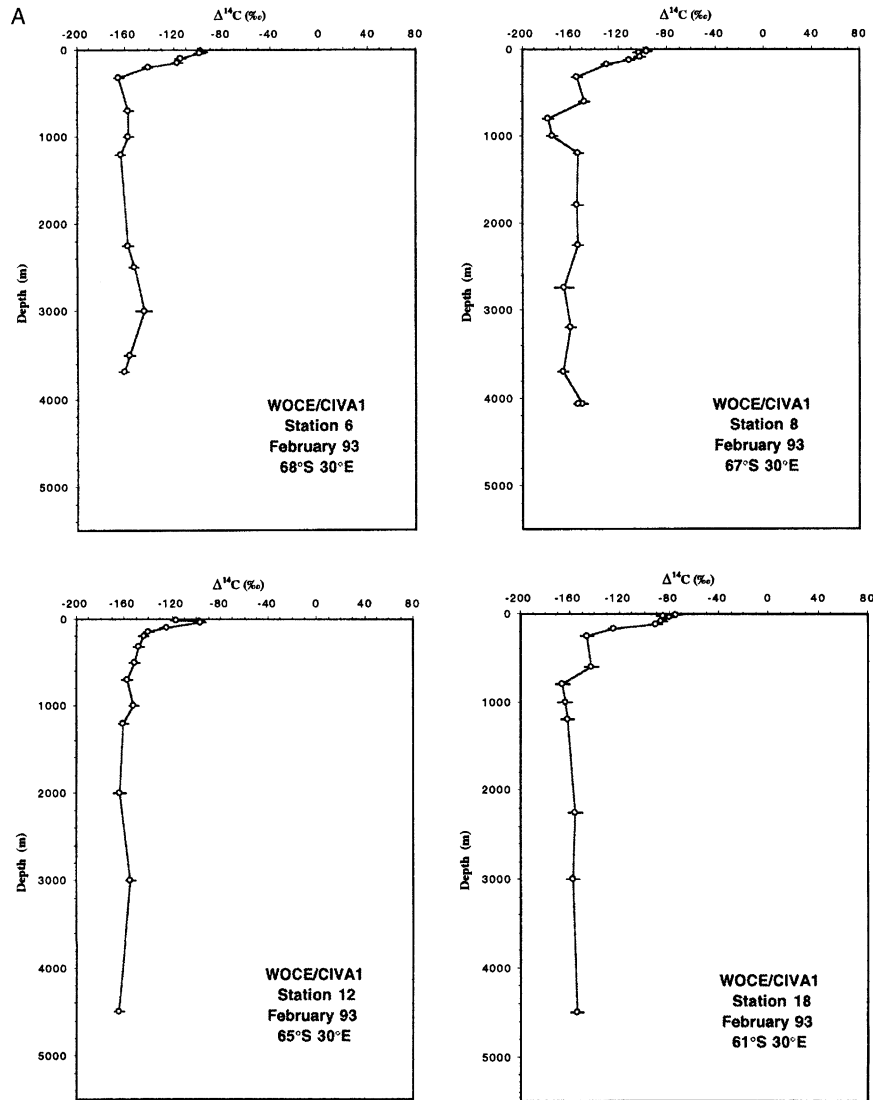 A
Δ14C (‰)
-200 -160 -120 -80 -40 0 40 80
0
1000
2000
3000
4000
5000
Depth (m)
WOCE/CIVA1
Station 6
February 93
68°S 30°E
Δ14C (‰)
-200 -160 -120 -80 -40 0 40 80
0
1000
2000
3000
4000
5000
Depth (m)
WOCE/CIVA1
Station 8
February 93
67°S 30°E
Δ14C (‰)
-200 -160 -120 -80 -40 0 40 80
0
1000
2000
3000
4000
5000
Depth (m)
WOCE/CIVA1
Station 12
February 93
65°S 30°E
Δ14C (‰)
-200 -160 -120 -80 -40 0 40 80
0
1000
2000
3000
4000
5000
Depth (m)
WOCE/CIVA1
Station 18
February 93
61°S 30°E